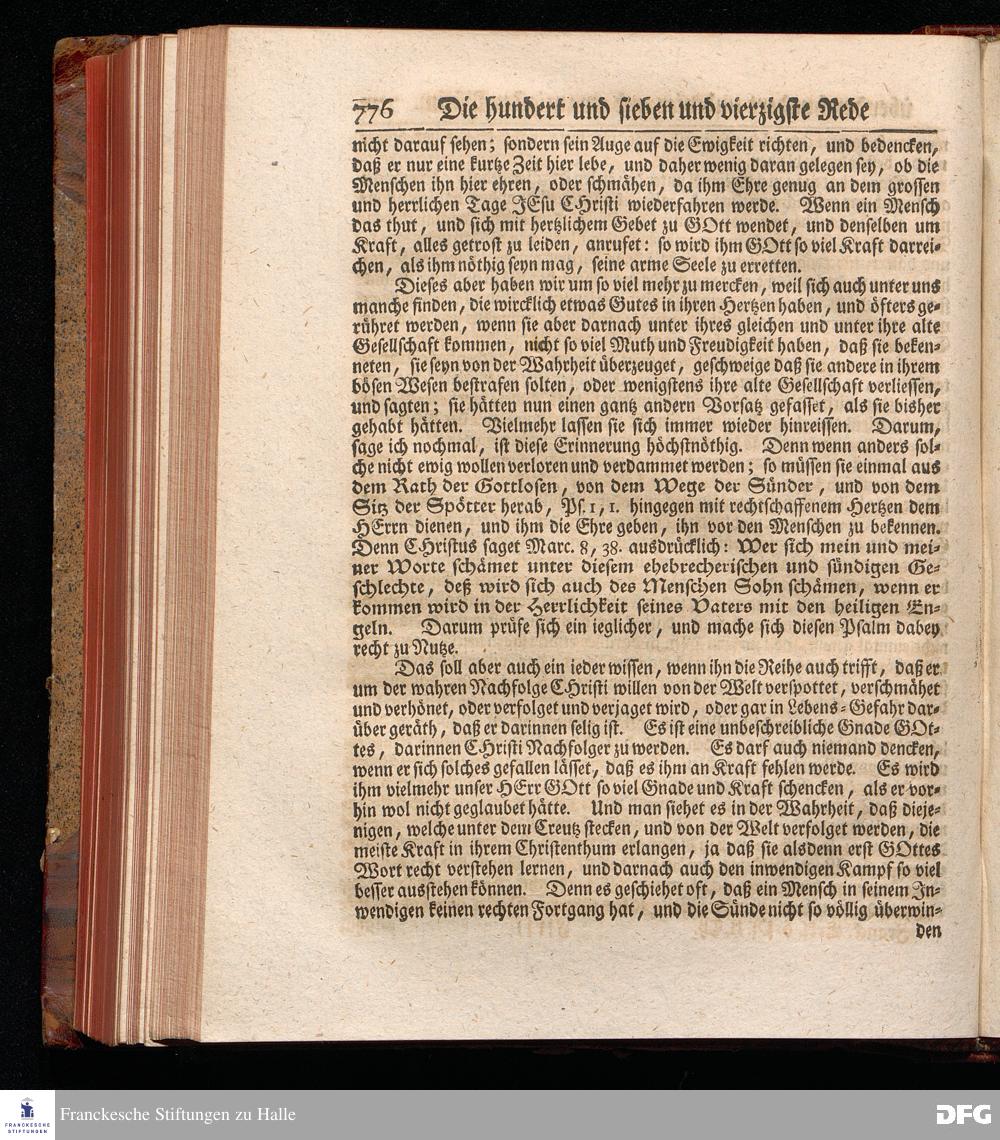 776 Die hundert und sieben und vierzigste Rede
nicht darauf sehen; sondern sein Auge auf die Ewigkeit richten, und bedencken,
daß er nur eine kurtze Zeit hier lebe, und daher wenig daran gelegen sey, ob die
Menschen ihn hier ehren, oder schmähen, da ihm Ehre genug an dem grossen
und herrlichen Tage JEsu CHristi wiederfahren werde. Wenn ein Mensch
das thut, und sich mit hertzlichem Gebet zu GOtt wendet, und denselben um
Kraft, alles getrost zu leiden, anrufet: so wird ihm GOtt so viel Kraft darrei-
chen, als ihm nöthig seyn mag, seine arme Seele zu erretten.
Dieses aber haben wir um so viel mehr zu mercken, weil sich auch unter uns
manche finden, die wircklich etwas Gutes in ihren Hertzen haben, und öfters ge-
rühret werden, wenn sie aber darnach unter ihres gleichen und unter ihre alte
Gesellschaft kommen, nicht so viel Muth und Freudigkeit haben, daß sie beken-
neten, sie seyn von der Wahrheit überzeuget, geschweige daß sie andere in ihrem
bösen Wesen bestrafen solten, oder wenigstens ihre alte Gesellschaft verliessen,
und sagten; sie hätten nun einen gantz andern Vorsatz gefasset, als sie bisher
gehabt hätten. Vielmehr lassen sie sich immer wieder hinreissen. Darum,
sage ich nochmal, ist diese Erinnerung höchstnöthig. Denn wenn anders sol-
che nicht ewig wollen verloren und verdammet werden; so müssen sie einmal aus
dem Rath der Gottlosen, von dem Wege der Sünder, und von dem
Sitz der Spötter herab, Ps. 1, 1. hingegen mit rechtschaffenem Hertzen dem
HErrn dienen, und ihm die Ehre geben, ihn vor den Menschen zu bekennen.
Denn CHristus saget Marc. 8, 38. ausdrücklich: Wer sich mein und mei-
ner Worte schämet unter diesem ehebrecherischen und sündigen Ge-
schlechte, deß wird sich auch des Menschen Sohn schämen, wenn er
kommen wird in der Herrlichkeit seines Vaters mit den heiligen En-
geln. Darum prüfe sich ein ieglicher, und mache sich diesen Psalm dabey
recht zu Nutze.
Das soll aber auch ein ieder wissen, wenn ihn die Reihe auch trifft, daß er
um der wahren Nachfolge CHristi willen von der Welt verspottet, verschmähet
und verhönet, oder verfolget und verjaget wird, oder gar in Lebens-Gefahr dar-
über geräth, daß er darinnen selig ist. Es ist eine unbeschreibliche Gnade GOt-
tes, darinnen CHristi Nachfolger zu werden. Es darf auch niemand dencken,
wenn er sich solches gefallen lässet, daß es ihm an Kraft fehlen werde. Es wird
ihm vielmehr unser HErr GOtt so viel Gnade und Kraft schencken, als er vor-
hin wol nicht geglaubet hätte. Und man siehet es in der Wahrheit, daß dieje-
nigen, welche unter dem Creutz stecken, und von der Welt verfolget werden, die
meiste Kraft in ihrem Christenthum erlangen, ja daß sie alsdenn erst GOttes
Wort recht verstehen lernen, und darnach auch den inwendigen Kampf so viel
besser ausstehen können. Denn es geschiehet oft, daß ein Mensch in seinem In-
wendigen keinen rechten Fortgang hat, und die Sünde nicht so völlig überwin-
den
FRANCKESCHE
STIFTUNGEN
Franckesche Stiftungen zu Halle
DFG